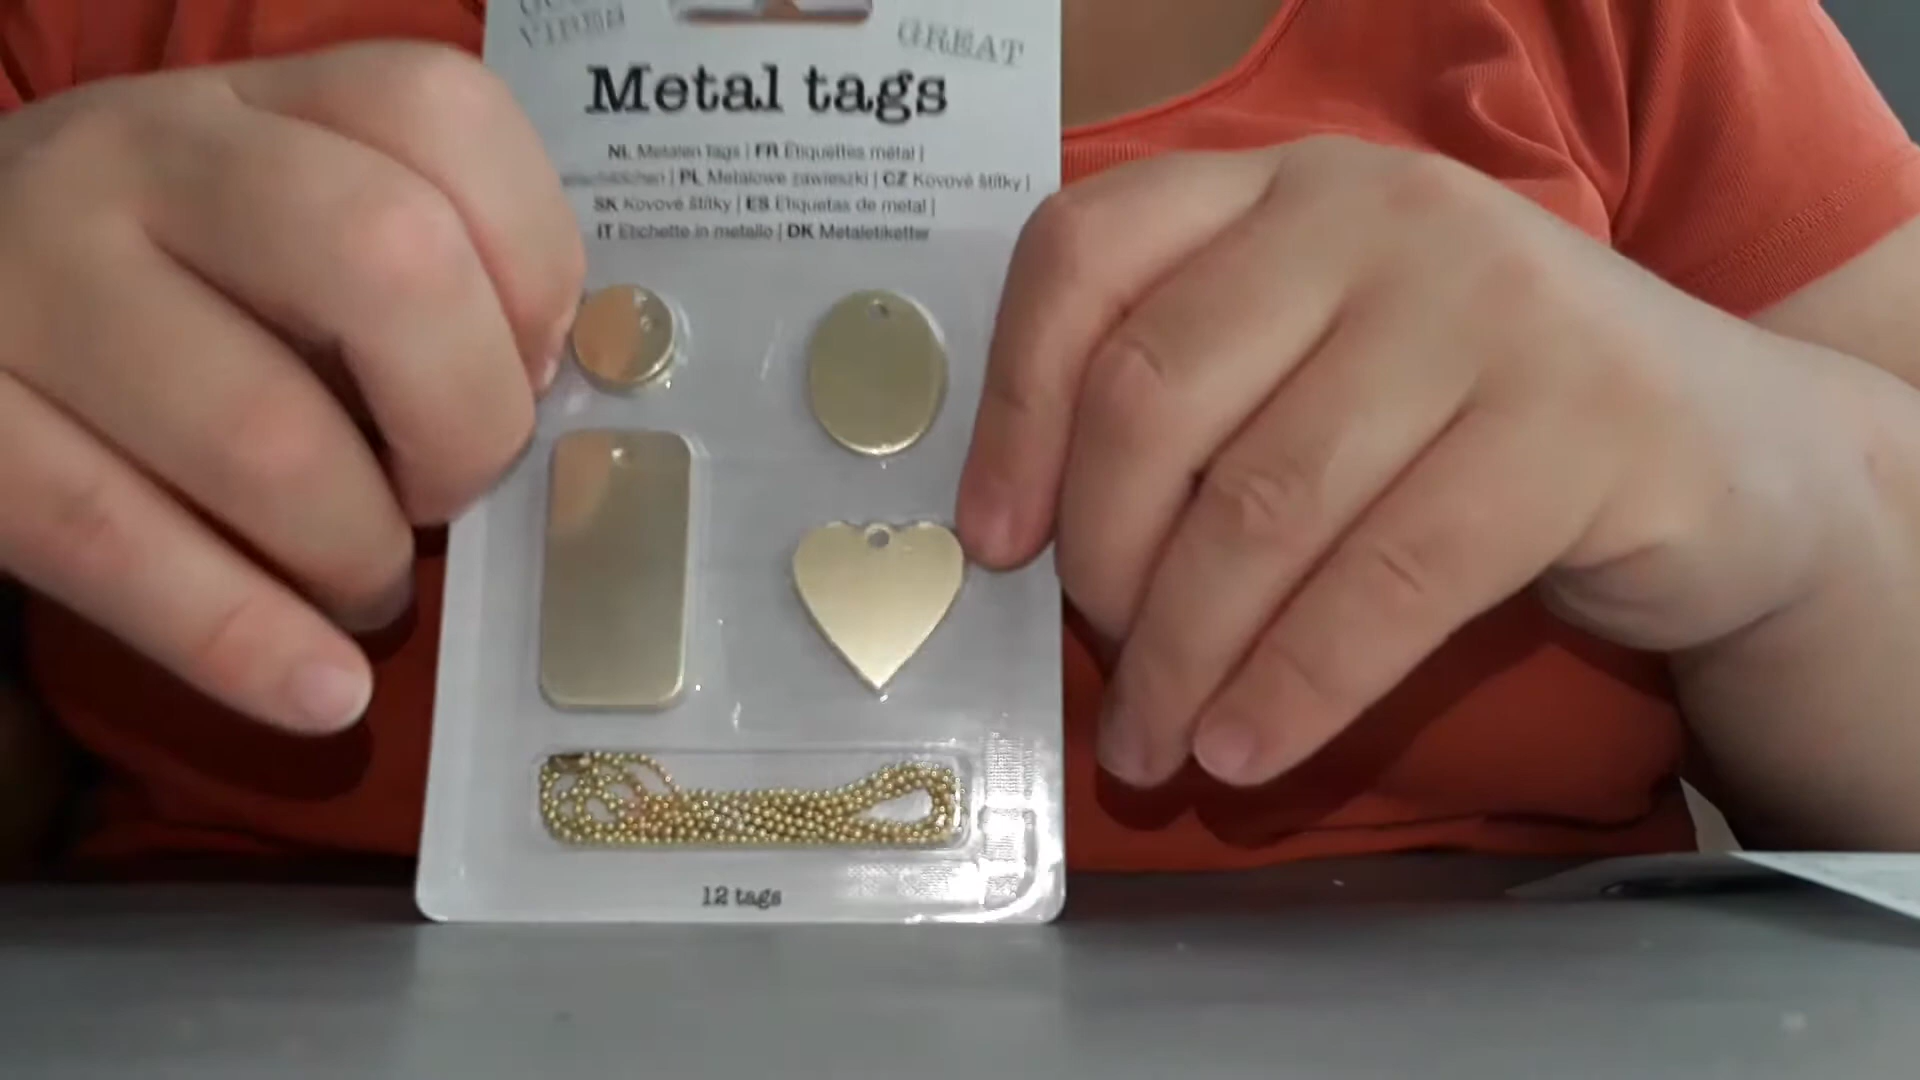 VIBES
GREAT
Metal tags
NL Metalen tags | FR Étiquettes métal |
| PL Metalowe zawieszki | CZ Kovové štítky |
SK Kovové štítky | ES Etiquetas de metal |
IT Etichette in metallo | DK Metaletiketter
12 tags